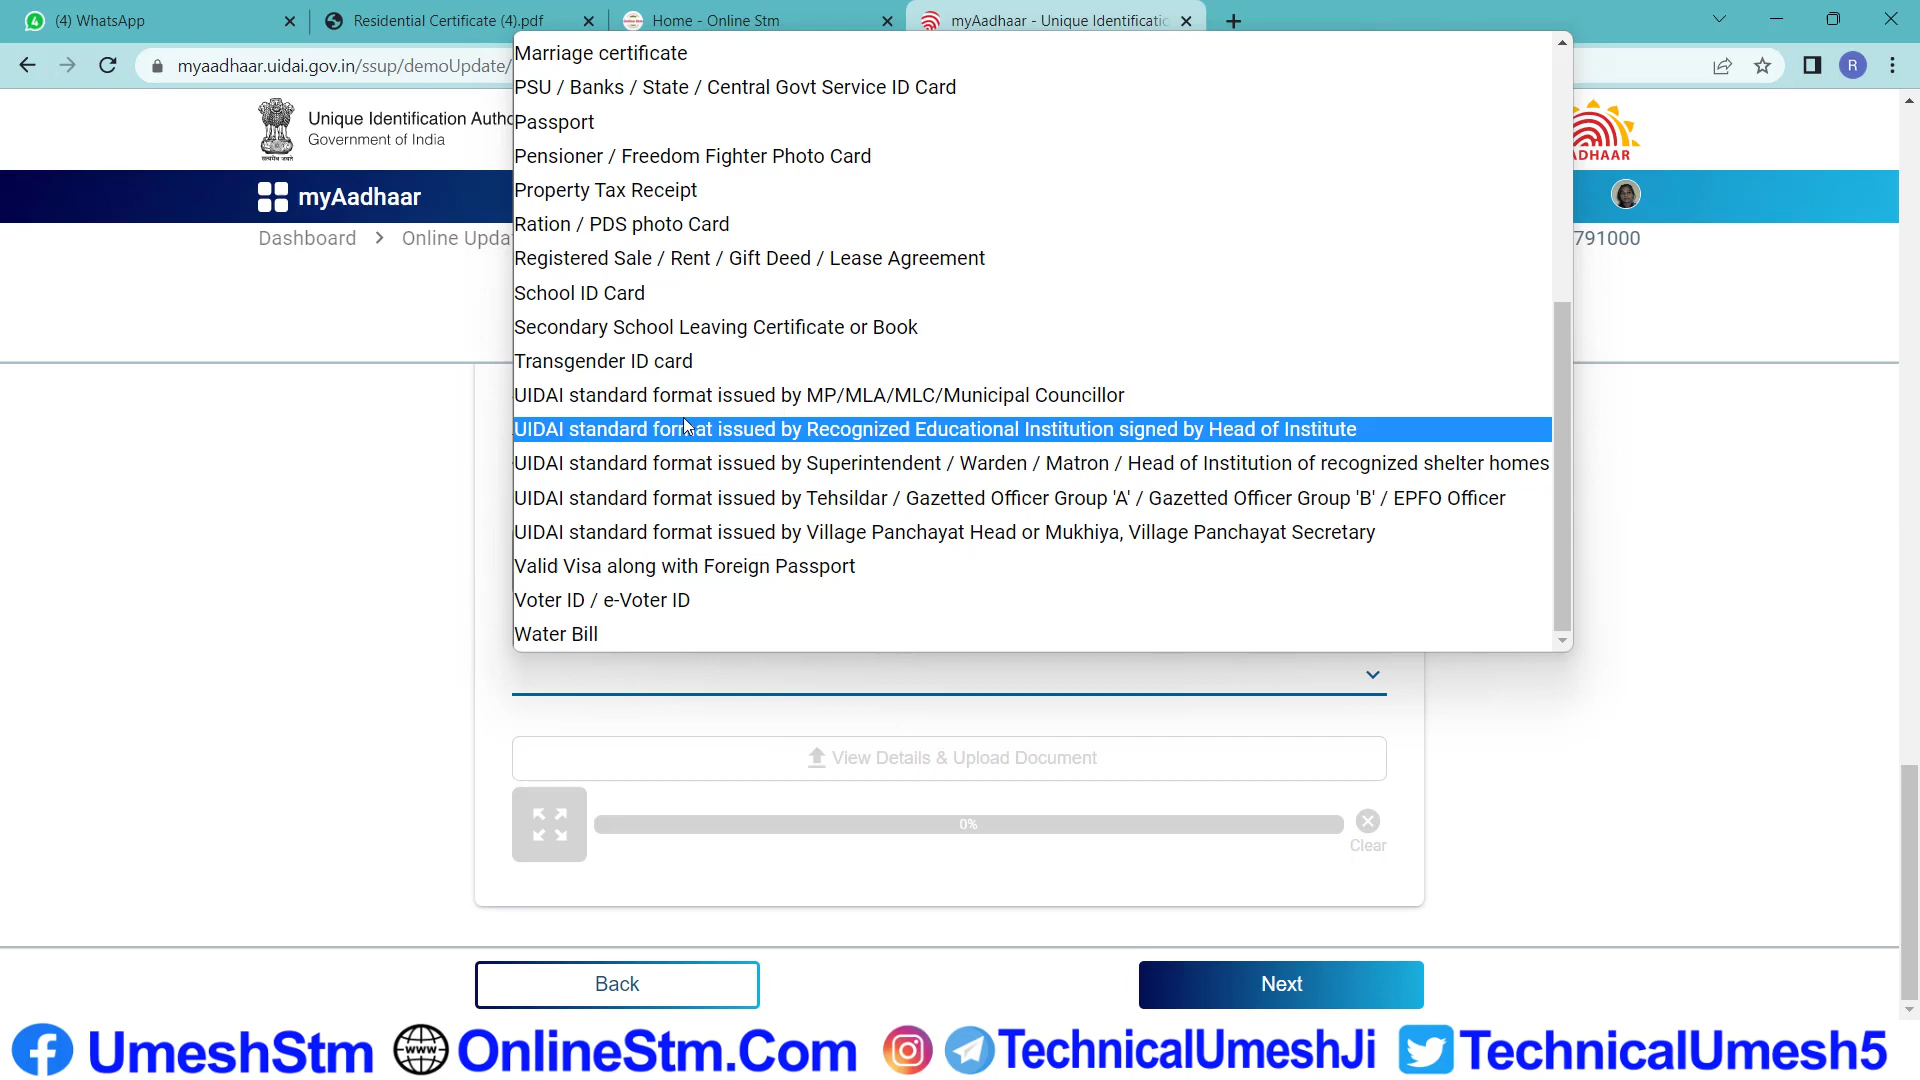 (4) WhatsApp
Residential Certificate (4).pdf
Home - Online Stm
myAadhaar - Unique Identificatic
myaadhaar.uidai.gov.in/ssup/demoUpdate/
R
Unique Identification Autho
Government of India
सत्यमेव जयते
ADHAAR
myAadhaar
Dashboard > Online Upda
791000
Marriage certificate
PSU / Banks / State / Central Govt Service ID Card
Passport
Pensioner / Freedom Fighter Photo Card
Property Tax Receipt
Ration / PDS photo Card
Registered Sale / Rent / Gift Deed / Lease Agreement
School ID Card
Secondary School Leaving Certificate or Book
Transgender ID card
UIDAI standard format issued by MP/MLA/MLC/Municipal Councillor
UIDAI standard format issued by Recognized Educational Institution signed by Head of Institute
UIDAI standard format issued by Superintendent / Warden / Matron / Head of Institution of recognized shelter homes
UIDAI standard format issued by Tehsildar / Gazetted Officer Group 'A' / Gazetted Officer Group 'B' / EPFO Officer
UIDAI standard format issued by Village Panchayat Head or Mukhiya, Village Panchayat Secretary
Valid Visa along with Foreign Passport
Voter ID / e-Voter ID
Water Bill
View Details & Upload Document
0%
Clear
Back
Next
UmeshStm
www
OnlineStm.Com
TechnicalUmeshJi
TechnicalUmesh5